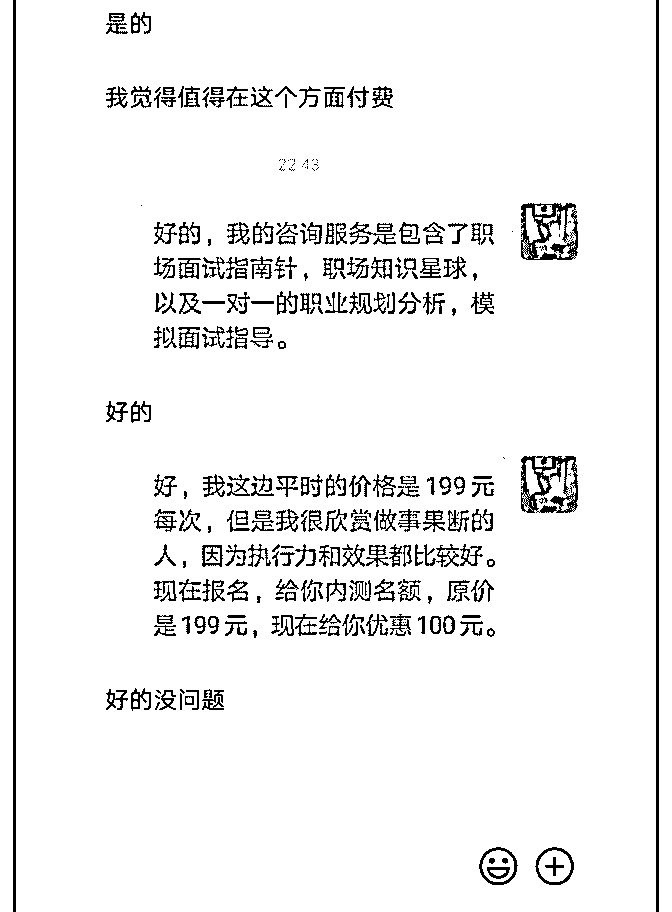 是的
我觉得值得在这个方面付费
22:43
好的，我的咨询服务是包含了职
场面试指南针，职场知识星球，
以及一对一的职业规划分析，模
拟面试指导。
好的
好，我这边平时的价格是199元
每次，但是我很欣赏做事果断的
人，因为执行力和效果都比较好。
现在报名，给你内测名额，原价
是199元，现在给你优惠100元。
好的没问题